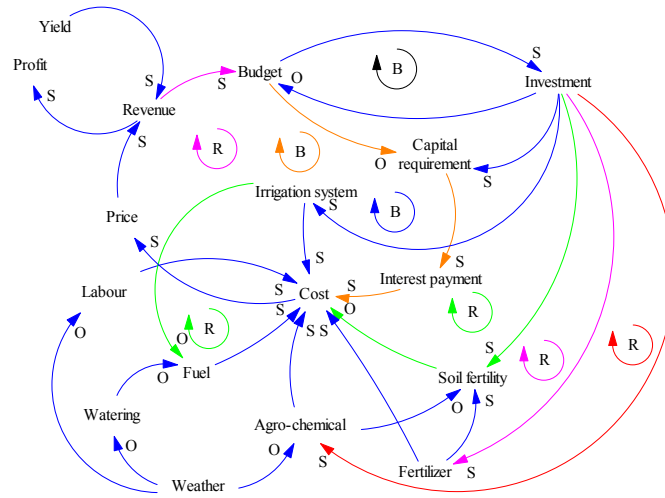 Yield
Profit
S
S
Revenue
S
S
Budget
O
S
B
Investment
R
B
Capital
requirement
O
S
Irrigation system
S
B
Price
S
S
S
Interest payment
Labour
O
S
Cost
S
O
S
S
S
R
O
Fuel
O
R
S
R
R
Soil fertility
O
S
Watering
O
Agro-chemical
S
Weather
O
Fertilizer
S